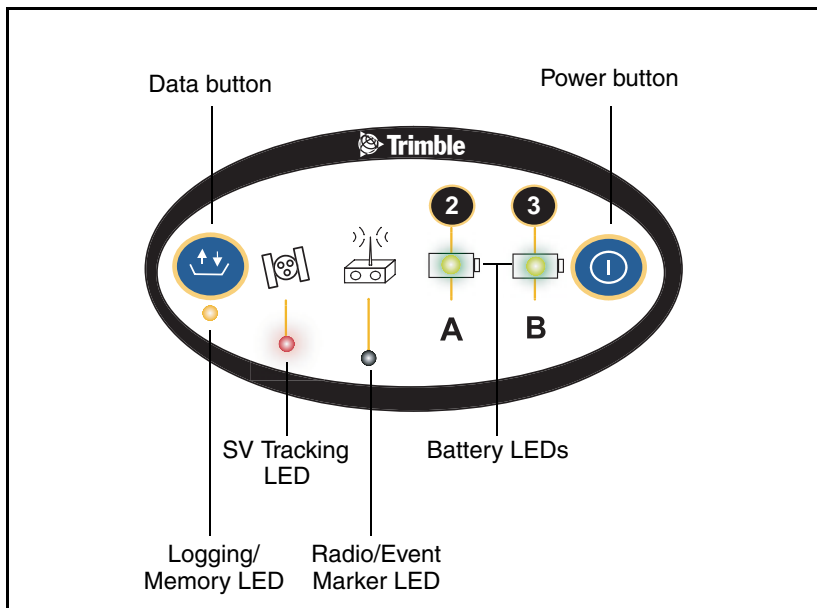 Data button
Power button
Trimble
2
3
A
B
SV Tracking
LED
Battery LEDs
Logging/
Memory LED
Radio/Event
Marker LED